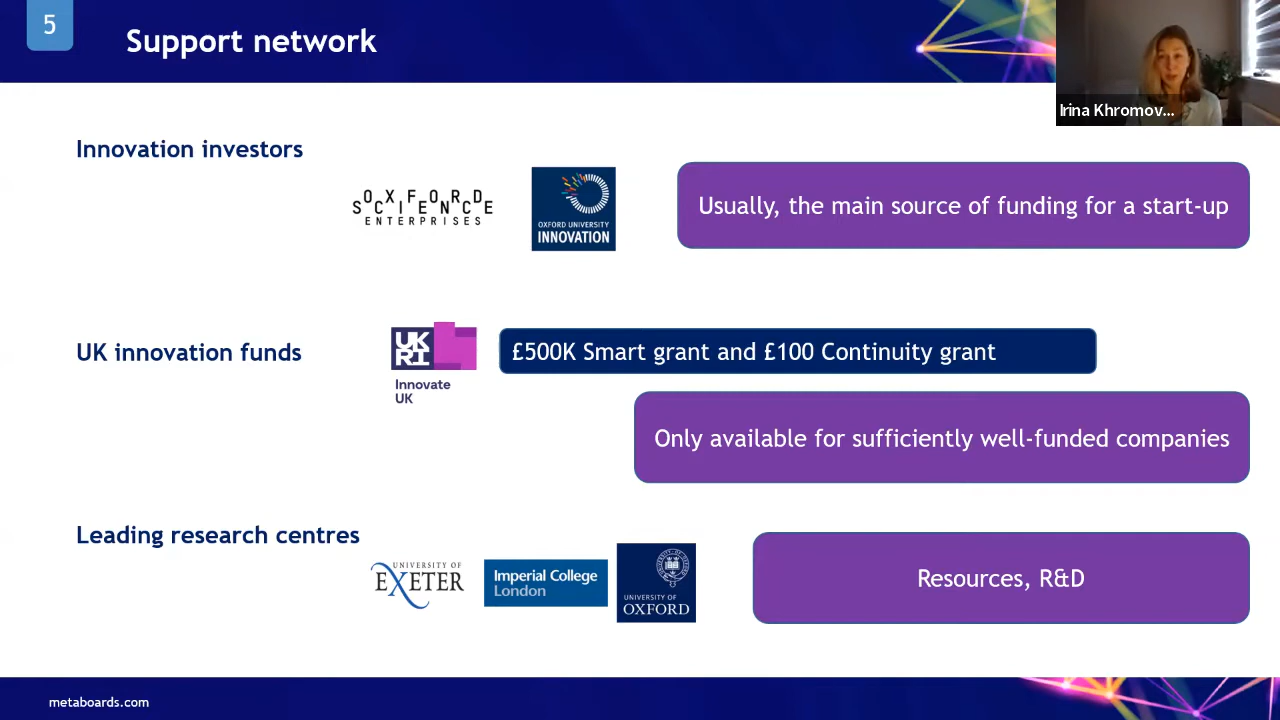 5
Support network
Irina Khromov...
Innovation investors
OXFORD
SCIENCE
ENTERPRISES
OXFORD UNIVERSITY
INNOVATION
Usually, the main source of funding for a start-up
UK innovation funds
UK
RI
Innovate
UK
£500K Smart grant and £100 Continuity grant
Only available for sufficiently well-funded companies
Leading research centres
UNIVERSITY OF
EXETER
Imperial College
London
UNIVERSITY OF
OXFORD
Resources, R&D
metaboards.com